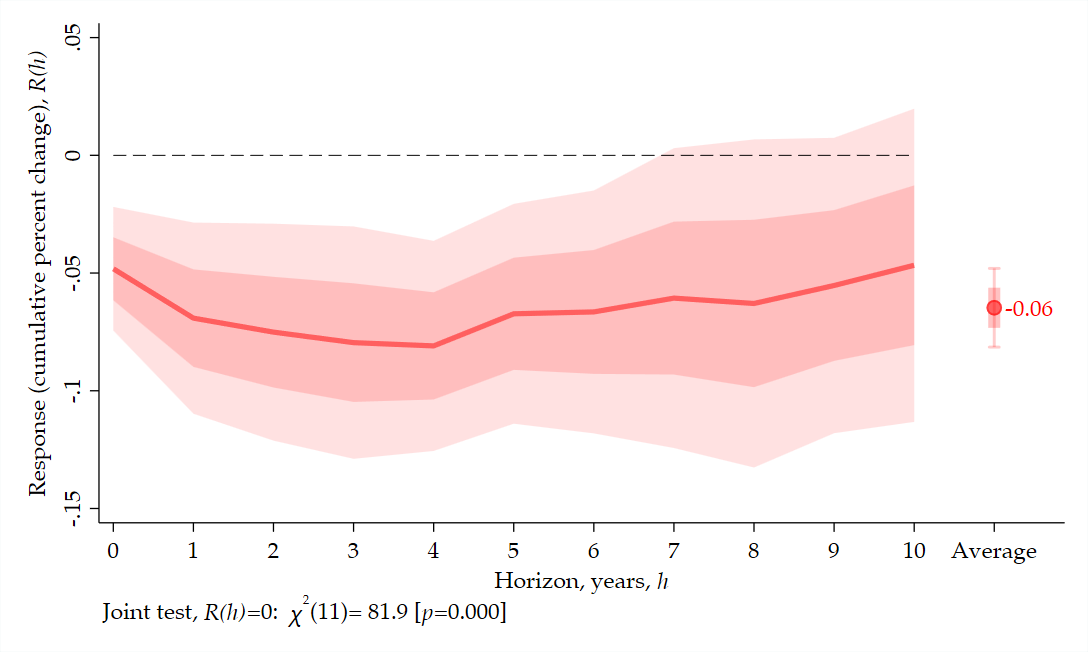 Response (cumulative percent change), R(h)
.05
0
-.05
-.1
-.15
-0.06
0 1 2 3 4 5 6 7 8 9 10 Average
Horizon, years, h
Joint test, R(h)=0: χ²(11)= 81.9 [p=0.000]